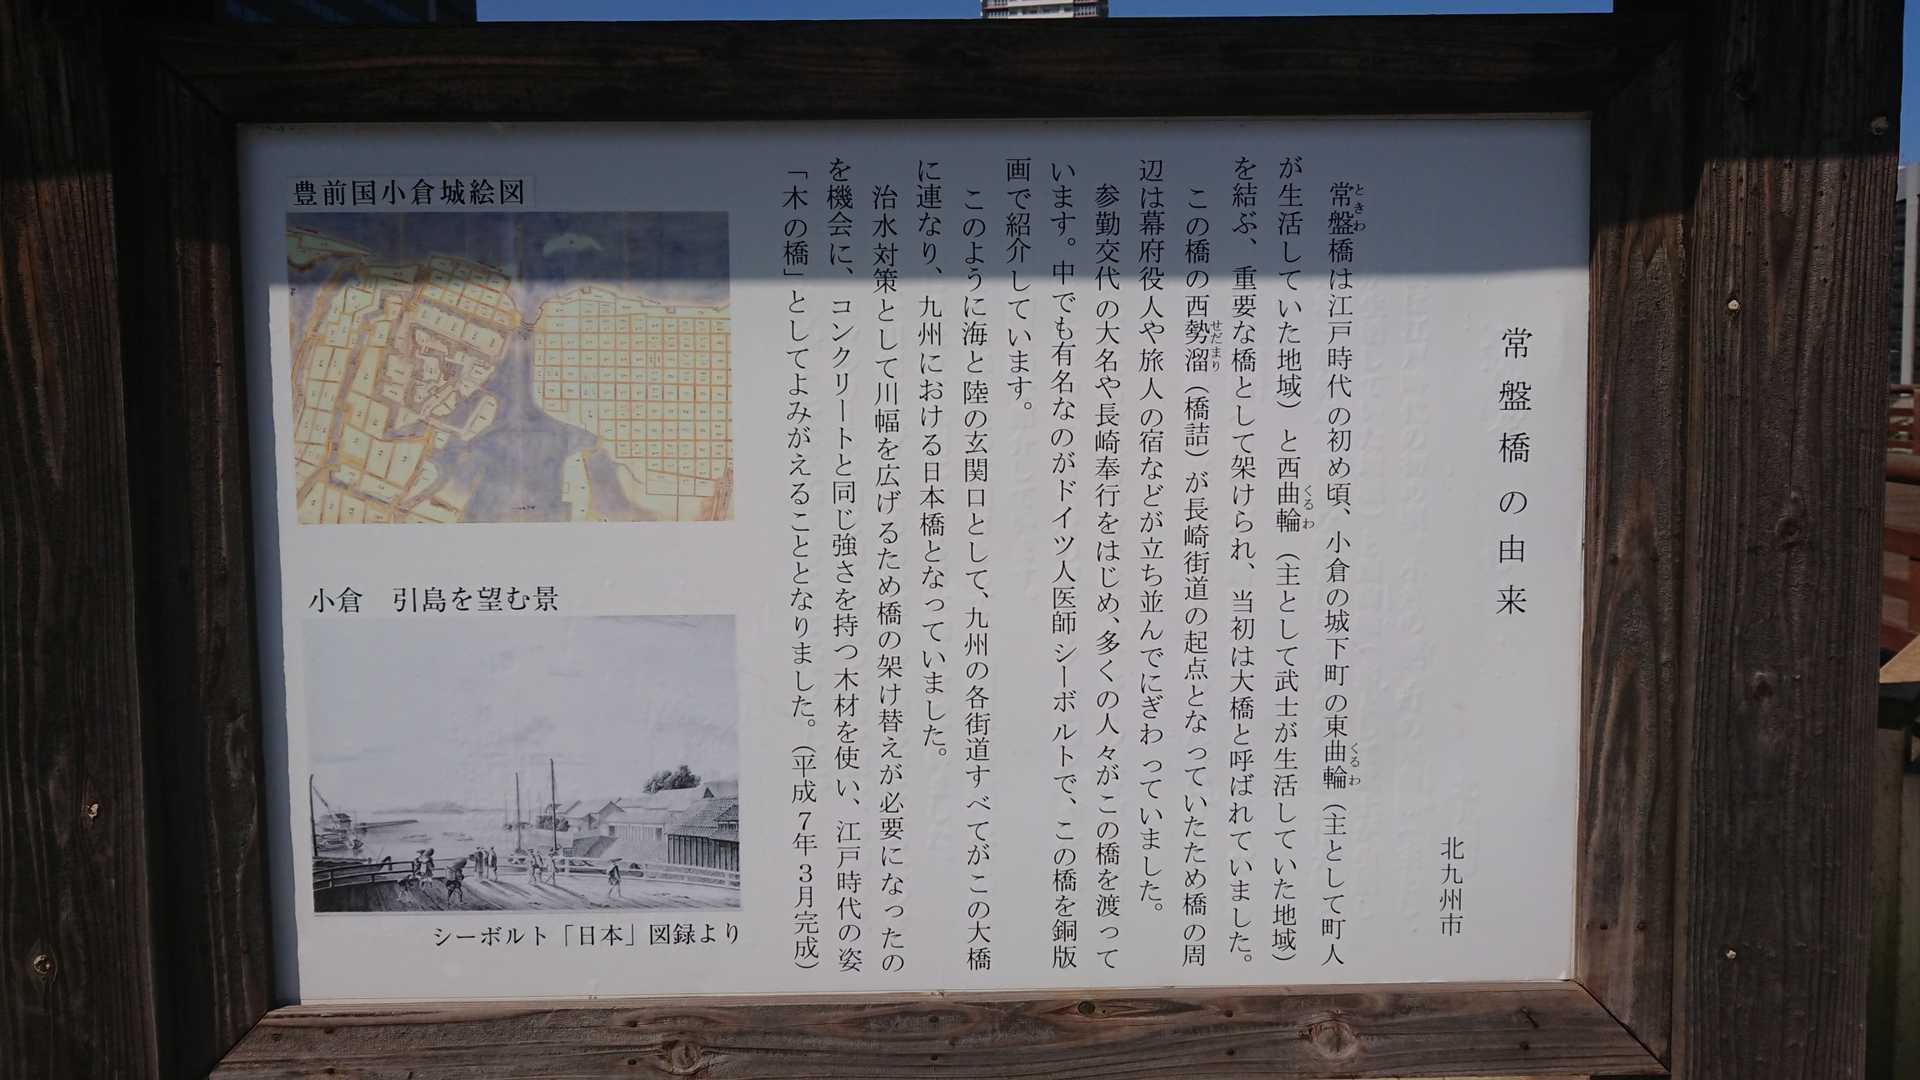 常盤橋の由来
北九州市
常盤橋は江戸時代の初め頃、小倉の城下町の東曲輪（主として町人
ときわ
くるわ
が生活していた地域）と西曲輪（主として武士が生活していた地域）
くるわ
を結ぶ、重要な橋として架けられ、当初は大橋と呼ばれていました。
この橋の西勢溜（橋詰）が長崎街道の起点となっていたため橋の周
せだまり
辺は幕府役人や旅人の宿などが立ち並んでにぎわっていました。
参勤交代の大名や長崎奉行をはじめ、多くの人々がこの橋を渡って
います。中でも有名なのがドイツ人医師シーボルトで、この橋を銅版
画で紹介しています。
このように海と陸の玄関口として、九州の各街道すべてがこの大橋
に連なり、九州における日本橋となっていました。
治水対策として川幅を広げるため橋の架け替えが必要になったの
を機会に、コンクリートと同じ強さを持つ木材を使い、江戸時代の姿
「木の橋」としてよみがえることとなりました。（平成7年3月完成）
豊前国小倉城絵図
小倉　引島を望む景
シーボルト「日本」図録より